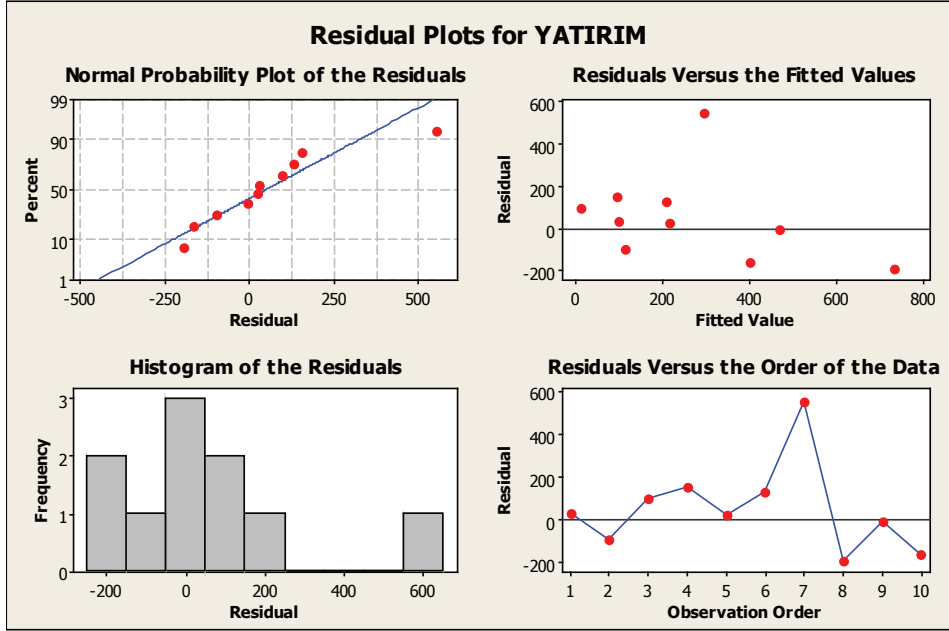 Residual Plots for YATIRIM
Normal Probability Plot of the Residuals
99
90
50
10
1
Percent
-500 -250 0 250 500
Residual
Residuals Versus the Fitted Values
600
400
200
0
-200
Residual
0 200 400 600 800
Fitted Value
Histogram of the Residuals
3
2
1
0
Frequency
-200 0 200 400 600
Residual
Residuals Versus the Order of the Data
600
400
200
0
-200
Residual
1 2 3 4 5 6 7 8 9 10
Observation Order